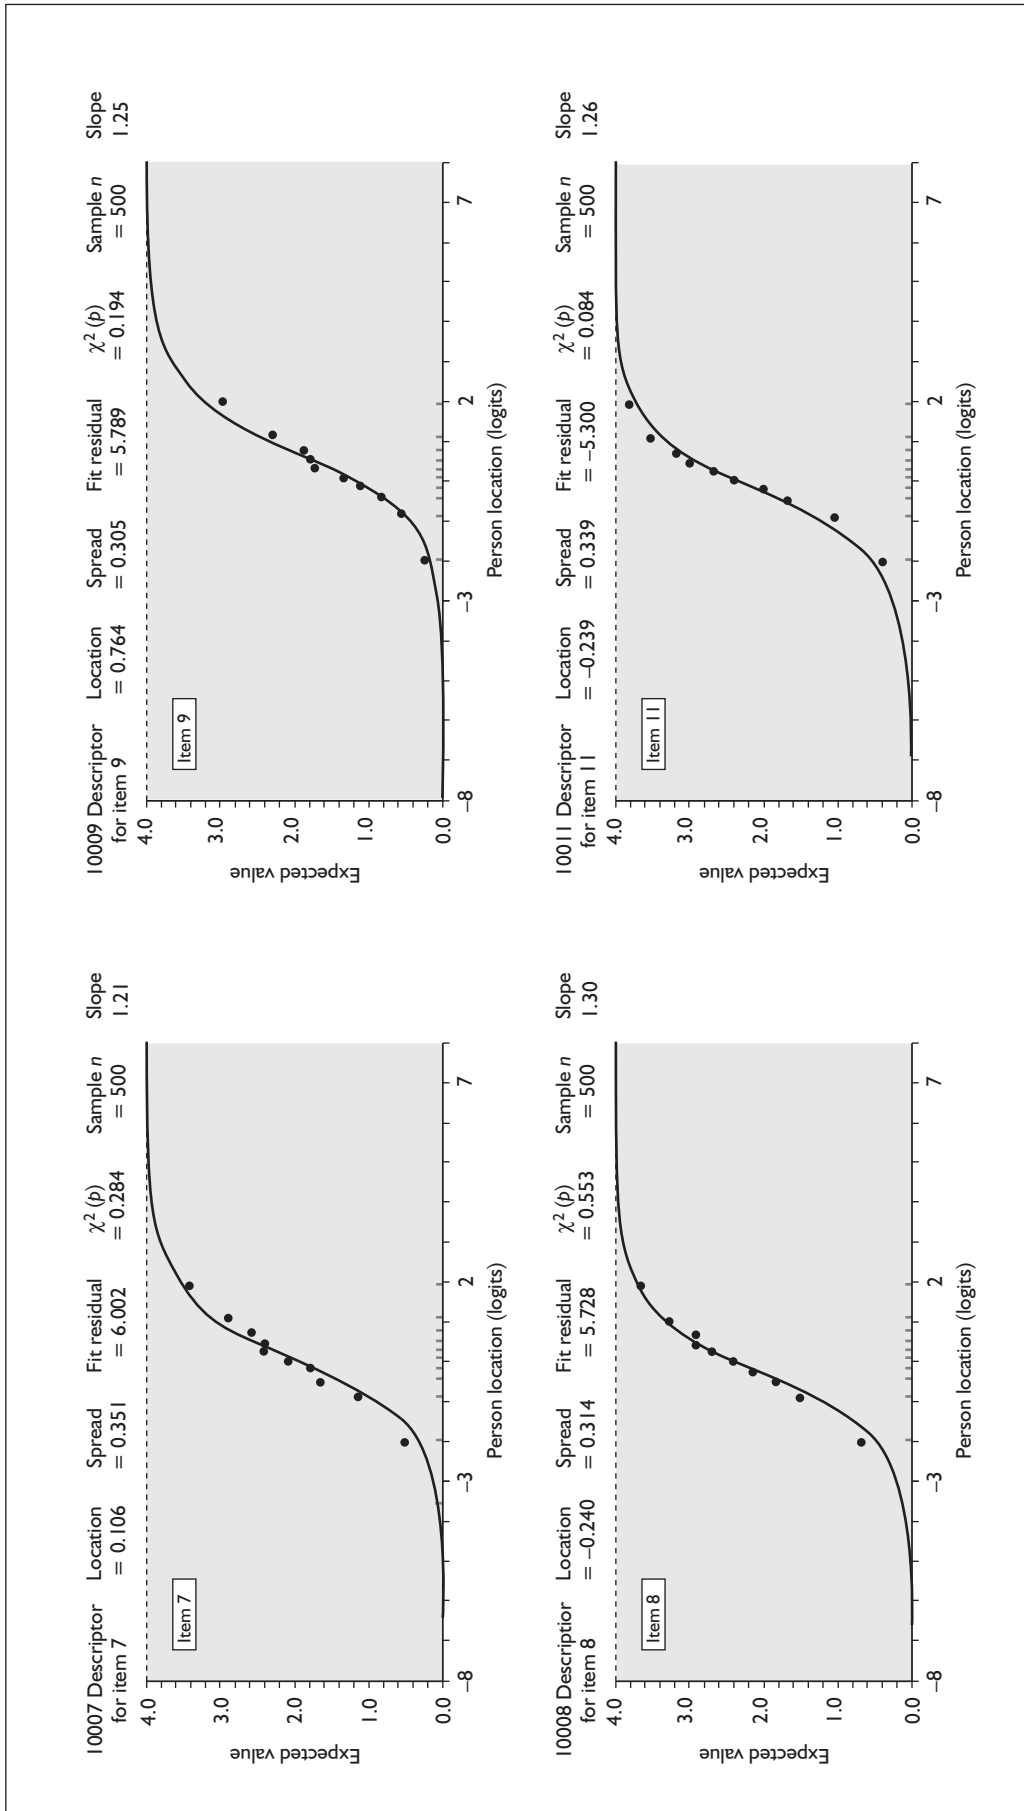 10007 Descriptor Location Spread Fit residual χ² (p) Sample n Slope
for item 7 = 0.106 = 0.351 = 6.002 = 0.284 = 500 1.21
4.0
3.0
2.0
1.0
0.0
Expected value
Item 7
–8 –3 2 7
Person location (logits)
10009 Descriptor Location Spread Fit residual χ² (p) Sample n Slope
for item 9 = 0.764 = 0.305 = 5.789 = 0.194 = 500 1.25
4.0
3.0
2.0
1.0
0.0
Expected value
Item 9
–8 –3 2 7
Person location (logits)
10008 Descriptior Location Spread Fit residual χ² (p) Sample n Slope
for item 8 = –0.240 = 0.314 = 5.728 = 0.553 = 500 1.30
4.0
3.0
2.0
1.0
0.0
Expected value
Item 8
–8 –3 2 7
Person location (logits)
10011 Descriptor Location Spread Fit residual χ² (p) Sample n Slope
for item 11 = –0.239 = 0.339 = –5.300 = 0.084 = 500 1.26
4.0
3.0
2.0
1.0
0.0
Expected value
Item 11
–8 –3 2 7
Person location (logits)